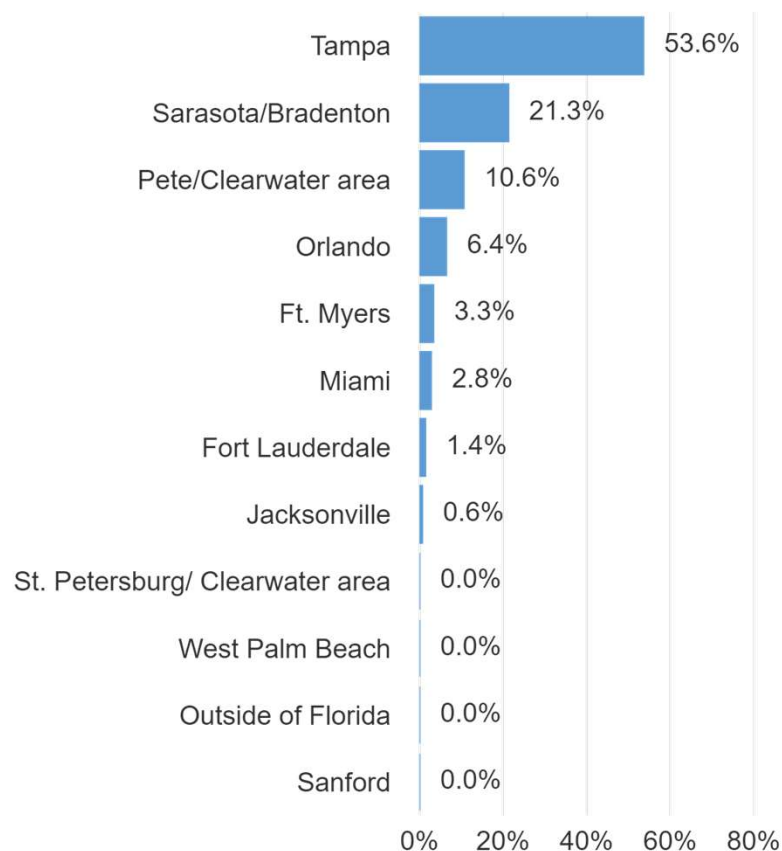 Tampa 53.6%
Sarasota/Bradenton 21.3%
Pete/Clearwater area 10.6%
Orlando 6.4%
Ft. Myers 3.3%
Miami 2.8%
Fort Lauderdale 1.4%
Jacksonville 0.6%
St. Petersburg/ Clearwater area 0.0%
West Palm Beach 0.0%
Outside of Florida 0.0%
Sanford 0.0%
0% 20% 40% 60% 80%